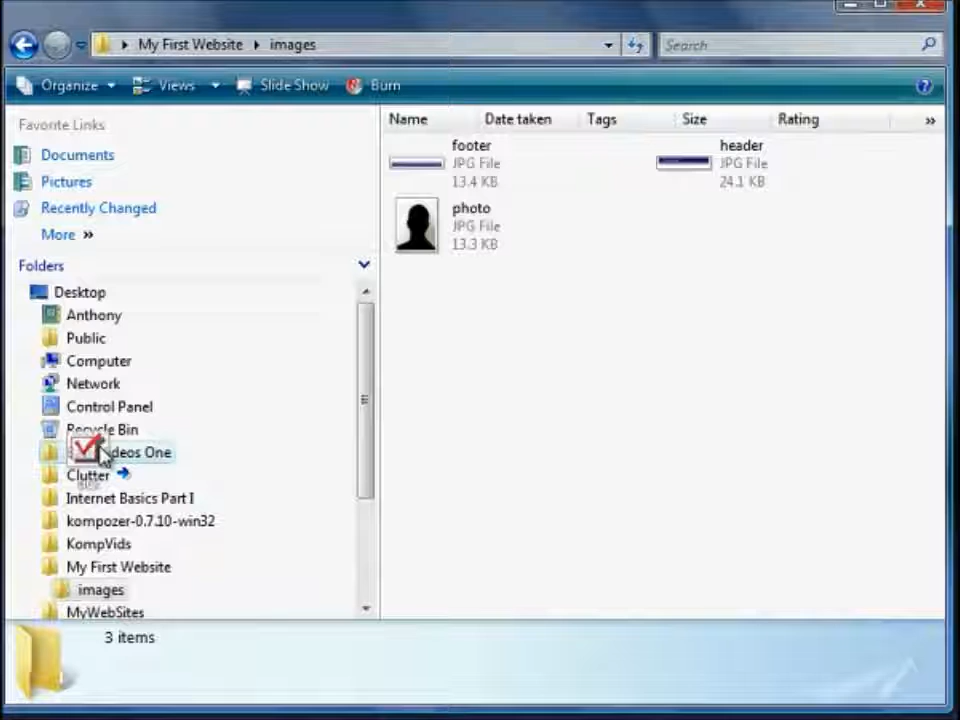 My First Website images
Search
Organize Views Slide Show Burn
Favorite Links
Documents
Pictures
Recently Changed
More »
Folders
Desktop
Anthony
Public
Computer
Network
Control Panel
Recycle Bin
deos One
Clutter
Internet Basics Part I
kompozer-0.7.10-win32
KompVids
My First Website
images
MyWebSites
Name Date taken Tags Size Rating »
footer
JPG File
13.4 KB
header
JPG File
24.1 KB
photo
JPG File
13.3 KB
3 items